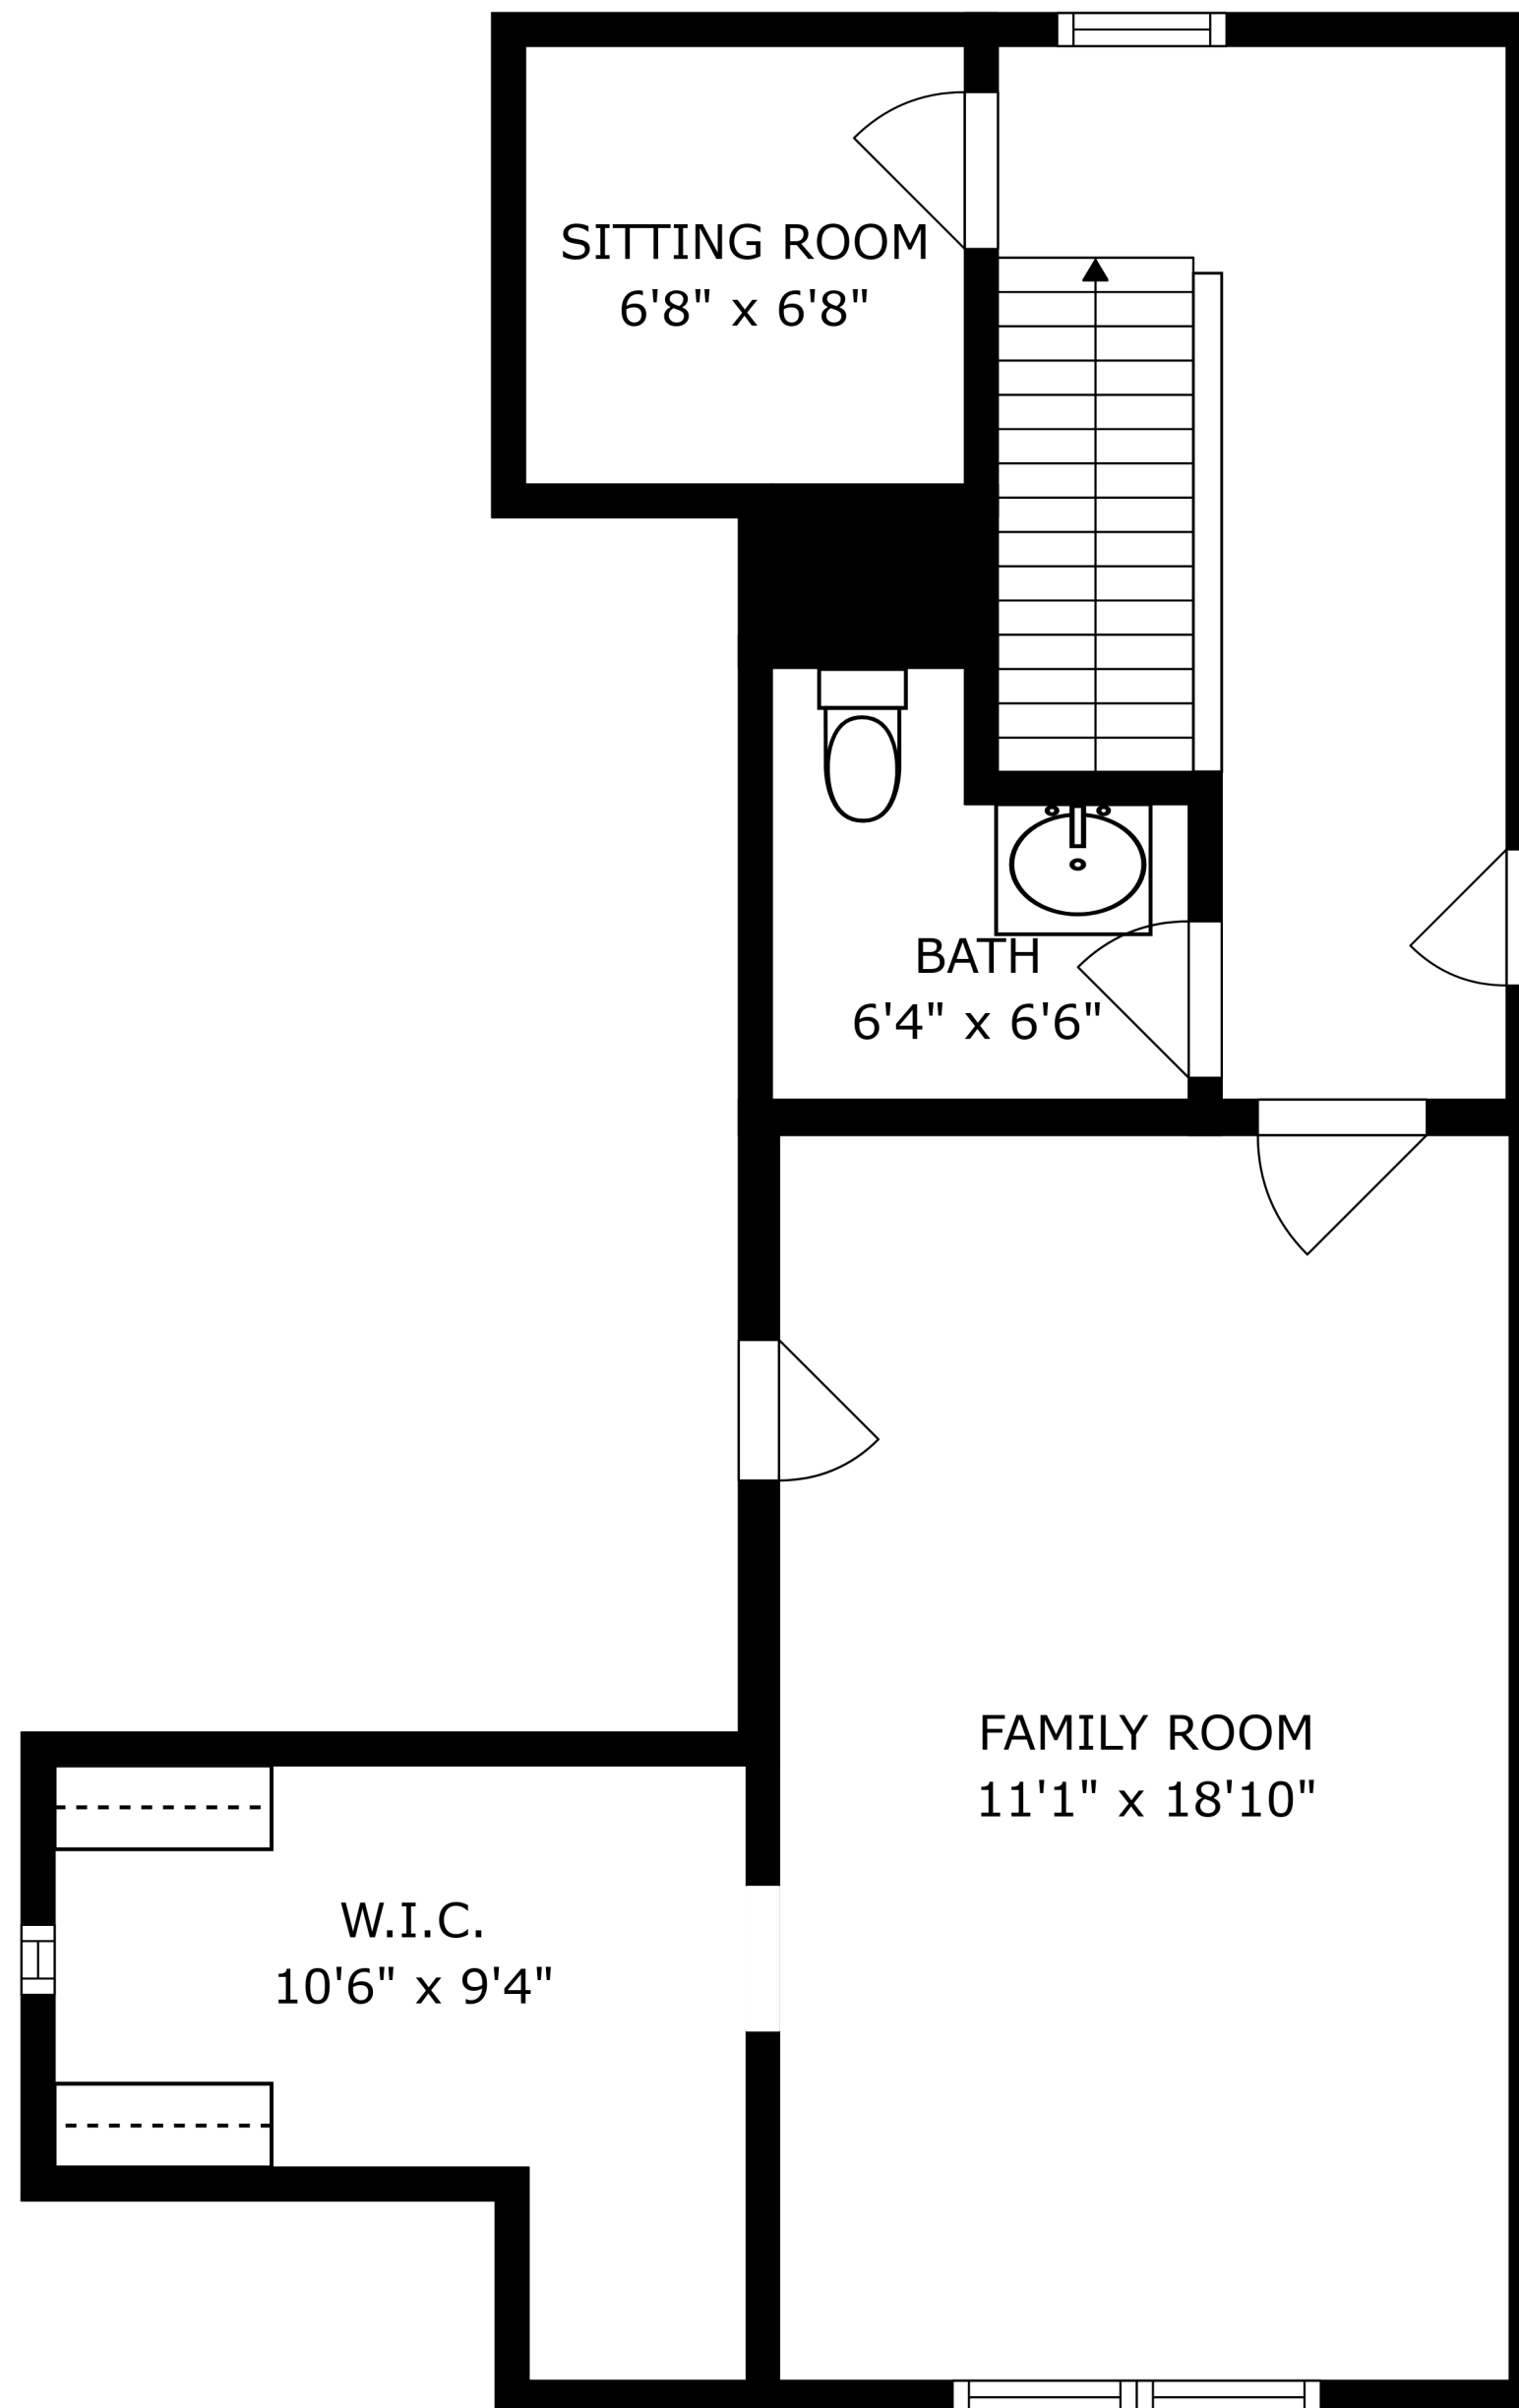 SITTING ROOM
6'8" x 6'8"
BATH
6'4" x 6'6"
FAMILY ROOM
11'1" x 18'10"
W.I.C.
10'6" x 9'4"